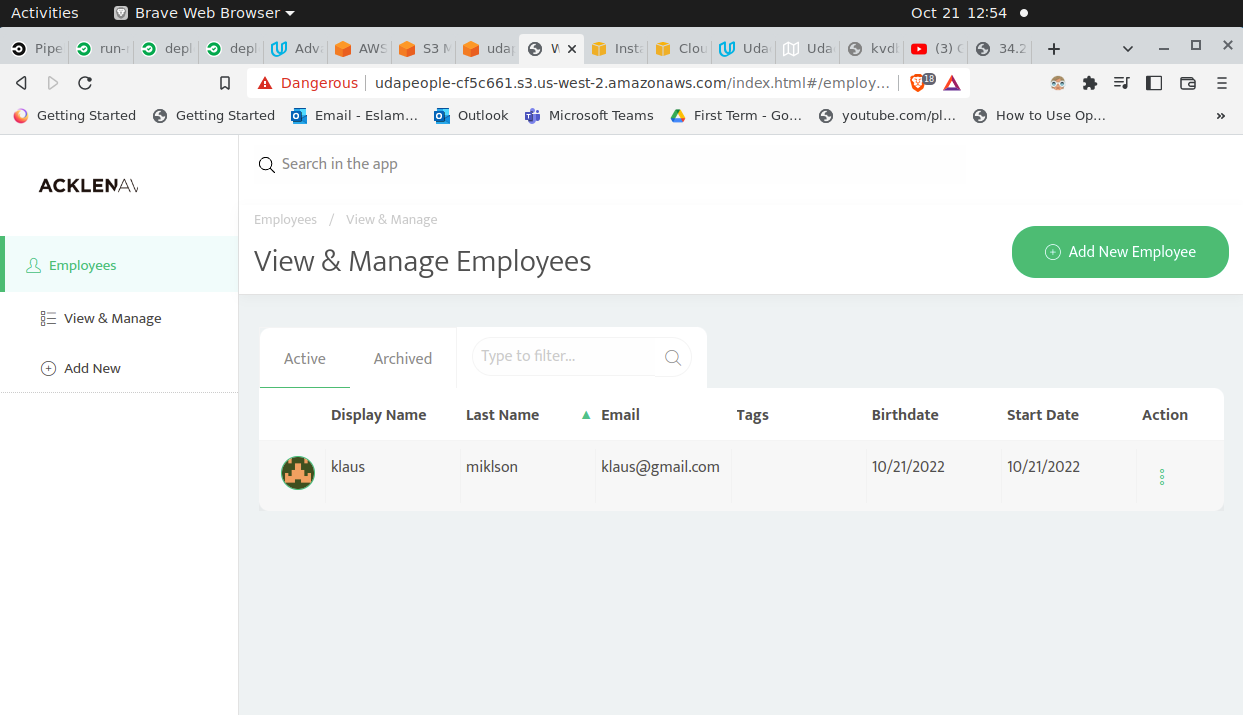 Activities Brave Web Browser Oct 21 12:54
Pipe run-r depl depl Adva AWS S3 M udap W Insta Clou Uda Uda kvdb (3) 34.2
Dangerous udapeople-cf5c661.s3.us-west-2.amazonaws.com/index.html#/employ... 18
Getting Started Getting Started Email - Eslam... Outlook Microsoft Teams First Term - Go... youtube.com/pl... How to Use Op... »
ACKLENAV
Search in the app
Employees / View & Manage
View & Manage Employees
Add New Employee
Employees
View & Manage
Add New
Active Archived Type to filter...
Display Name Last Name Email Tags Birthdate Start Date Action
klaus miklson klaus@gmail.com 10/21/2022 10/21/2022